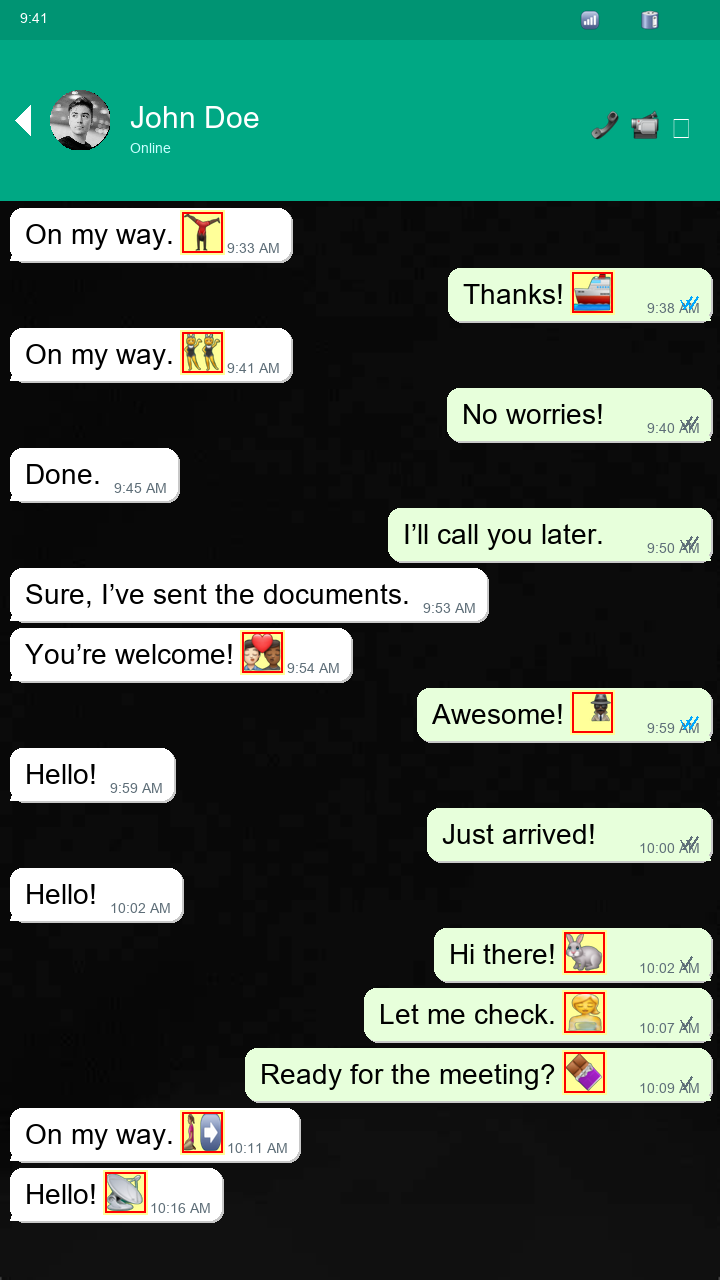 9:41
John Doe
Online
On my way. 9:33 AM
Thanks! 9:38 AM
On my way. 9:41 AM
No worries! 9:40 AM
Done. 9:45 AM
I’ll call you later. 9:50 AM
Sure, I’ve sent the documents. 9:53 AM
You’re welcome! 9:54 AM
Awesome! 9:59 AM
Hello! 9:59 AM
Just arrived! 10:00 AM
Hello! 10:02 AM
Hi there! 10:02 AM
Let me check. 10:07 AM
Ready for the meeting? 10:09 AM
On my way. 10:11 AM
Hello! 10:16 AM